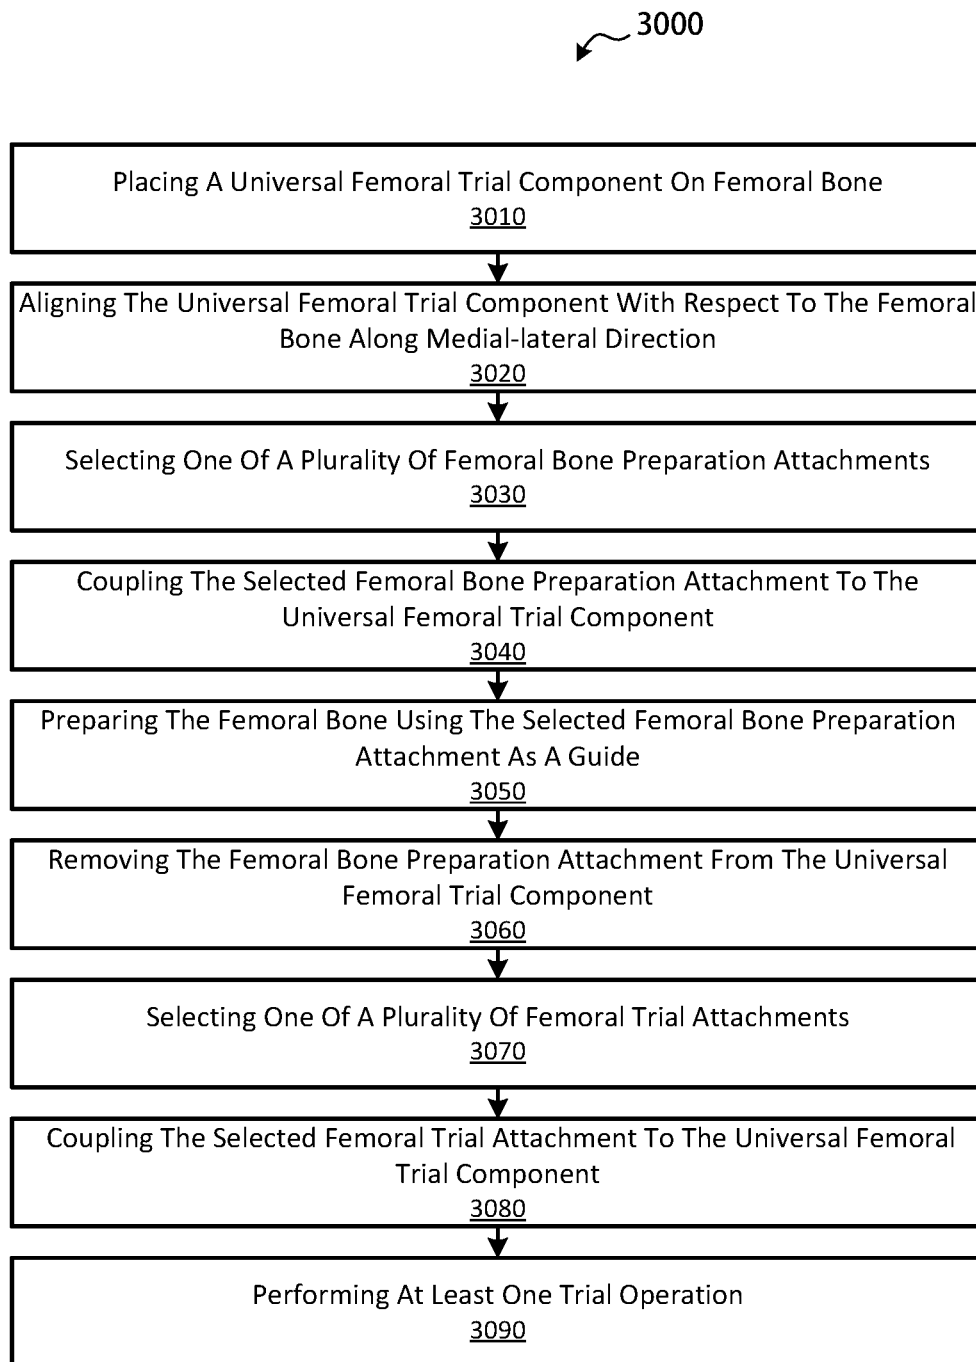 3000
Placing A Universal Femoral Trial Component On Femoral Bone
3010
Aligning The Universal Femoral Trial Component With Respect To The Femoral
Bone Along Medial-lateral Direction
3020
Selecting One Of A Plurality Of Femoral Bone Preparation Attachments
3030
Coupling The Selected Femoral Bone Preparation Attachment To The
Universal Femoral Trial Component
3040
Preparing The Femoral Bone Using The Selected Femoral Bone Preparation
Attachment As A Guide
3050
Removing The Femoral Bone Preparation Attachment From The Universal
Femoral Trial Component
3060
Selecting One Of A Plurality Of Femoral Trial Attachments
3070
Coupling The Selected Femoral Trial Attachment To The Universal Femoral
Trial Component
3080
Performing At Least One Trial Operation
3090